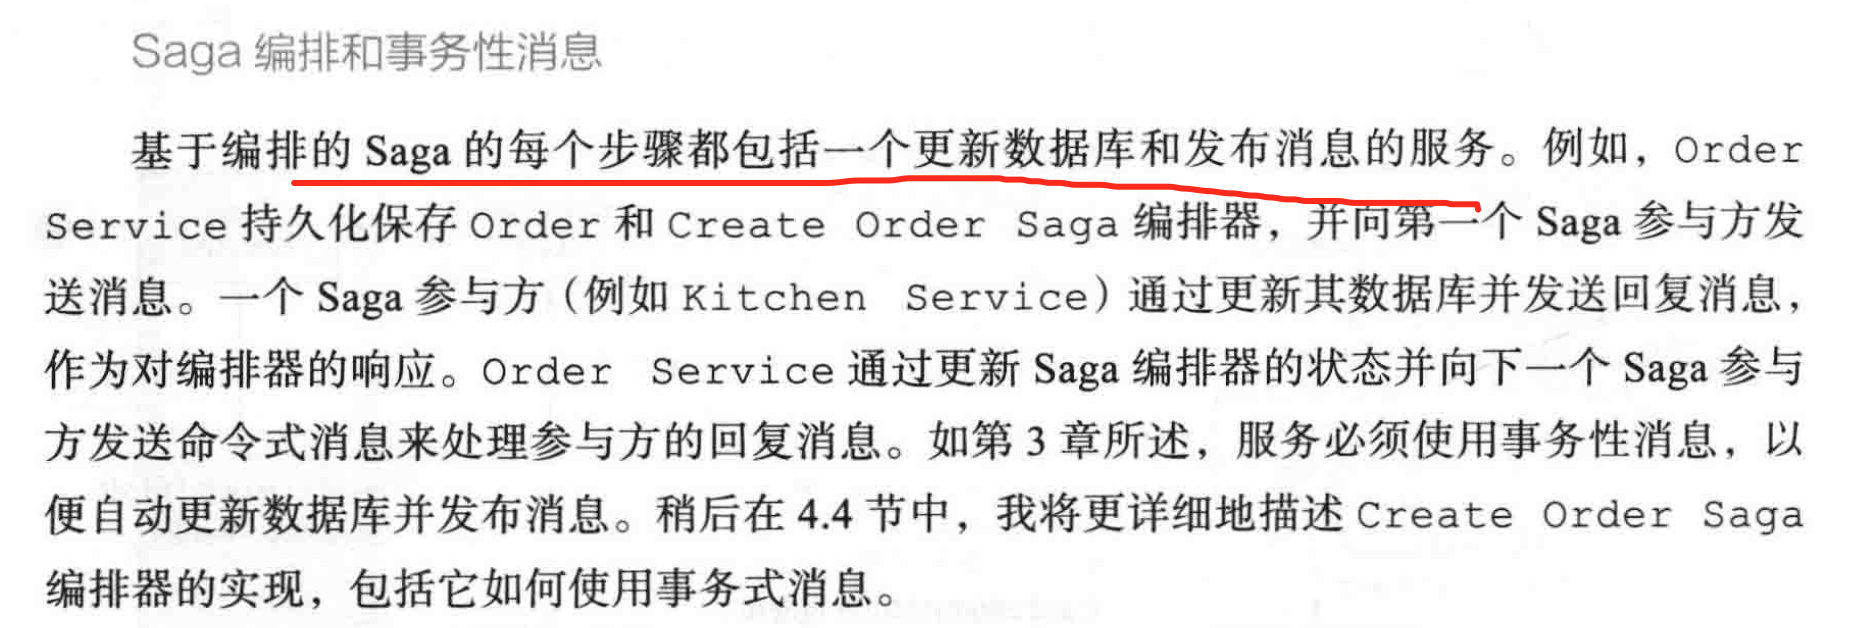 Saga 编排和事务性消息
基于编排的 Saga 的每个步骤都包括一个更新数据库和发布消息的服务。例如，Order
Service 持久化保存 Order 和 Create Order Saga 编排器，并向第一个 Saga 参与方发
送消息。一个 Saga 参与方（例如 Kitchen Service）通过更新其数据库并发送回复消息，
作为对编排器的响应。Order Service 通过更新 Saga 编排器的状态并向下一个 Saga 参与
方发送命令式消息来处理参与方的回复消息。如第 3 章所述，服务必须使用事务性消息，以
便自动更新数据库并发布消息。稍后在 4.4 节中，我将更详细地描述 Create Order Saga
编排器的实现，包括它如何使用事务式消息。